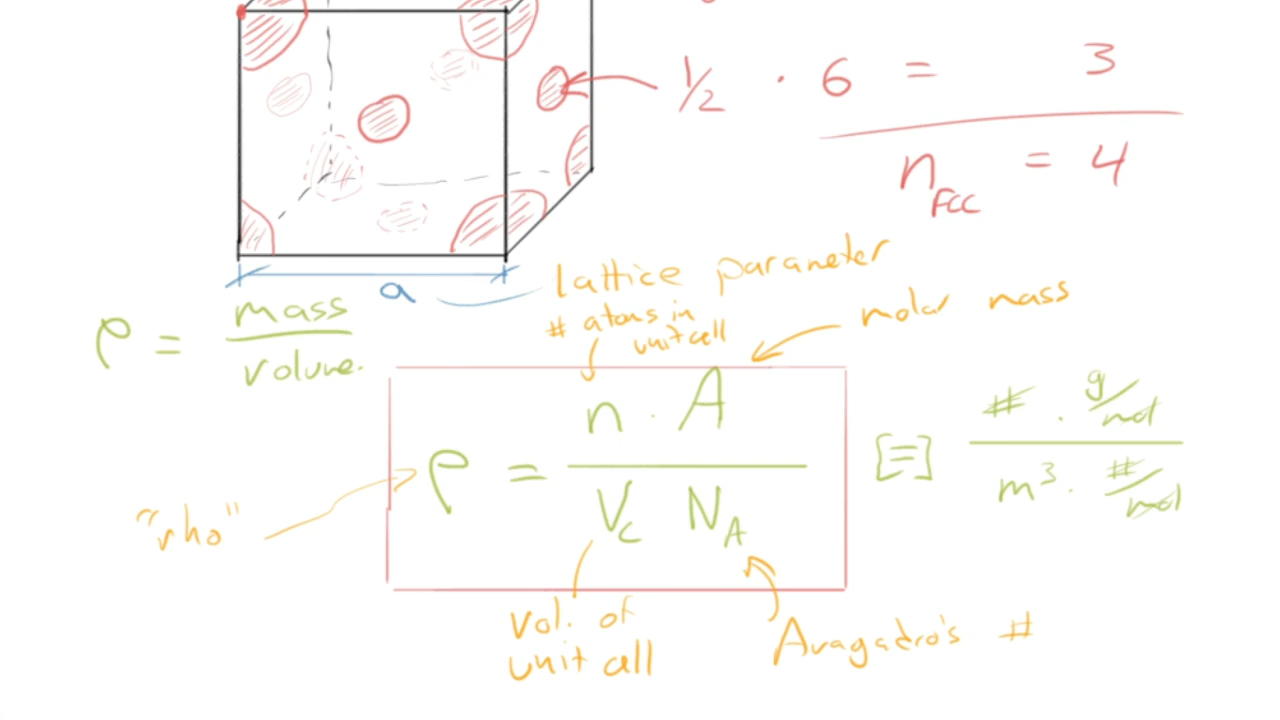 1/2 · 6 = 3
n FCC = 4
a
lattice parameter
ρ = mass / volume.
# atoms in
unit cell
molar mass
ρ = n · A / V_c N_A
[=] # · g/mol / m³ · #/mol
"rho"
vol. of
unit cell
Avagadro's #